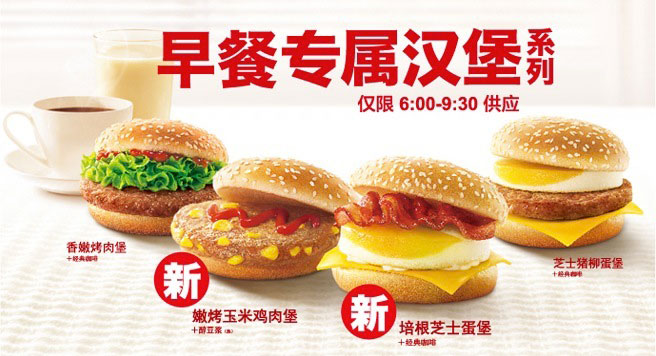 早餐专属汉堡系列
仅限 6:00-9:30 供应
香嫩烤肉堡
+经典咖啡
新
嫩烤玉米鸡肉堡
+醇豆浆
新
培根芝士蛋堡
+经典咖啡
芝士猪柳蛋堡
+经典咖啡